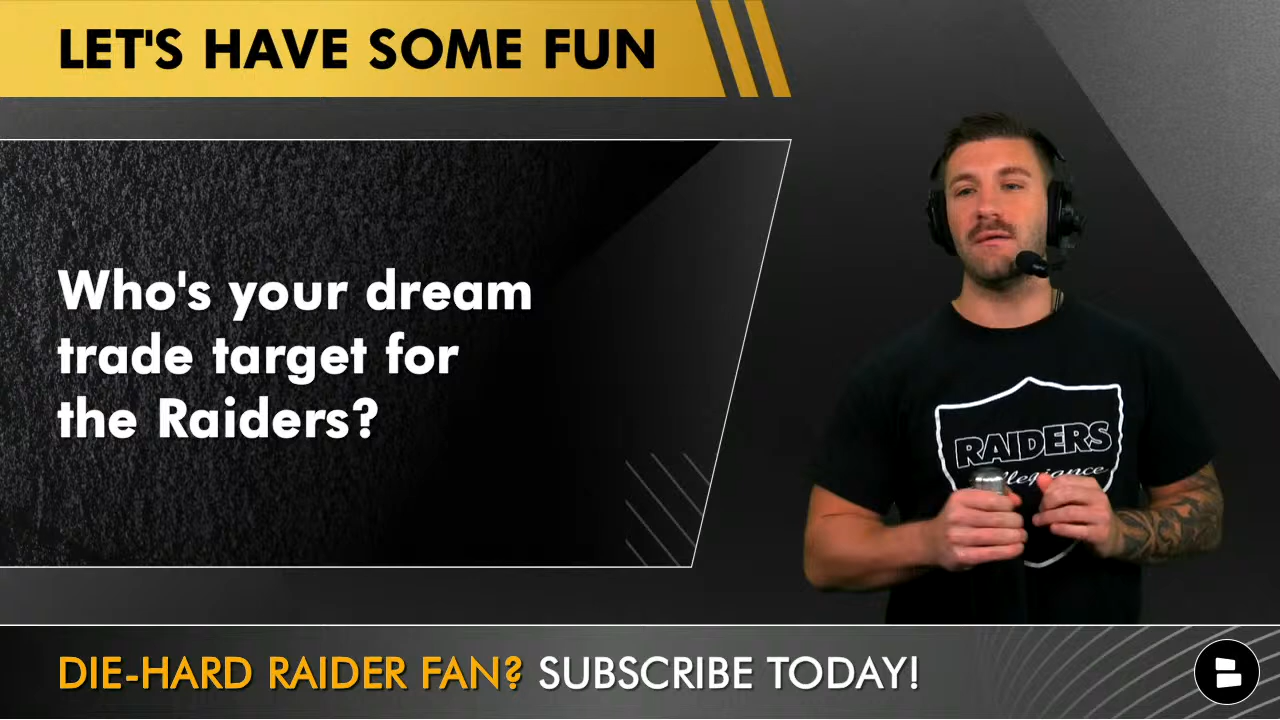 LET'S HAVE SOME FUN
Who's your dream
trade target for
the Raiders?
RAIDERS
DIE-HARD RAIDER FAN? SUBSCRIBE TODAY!